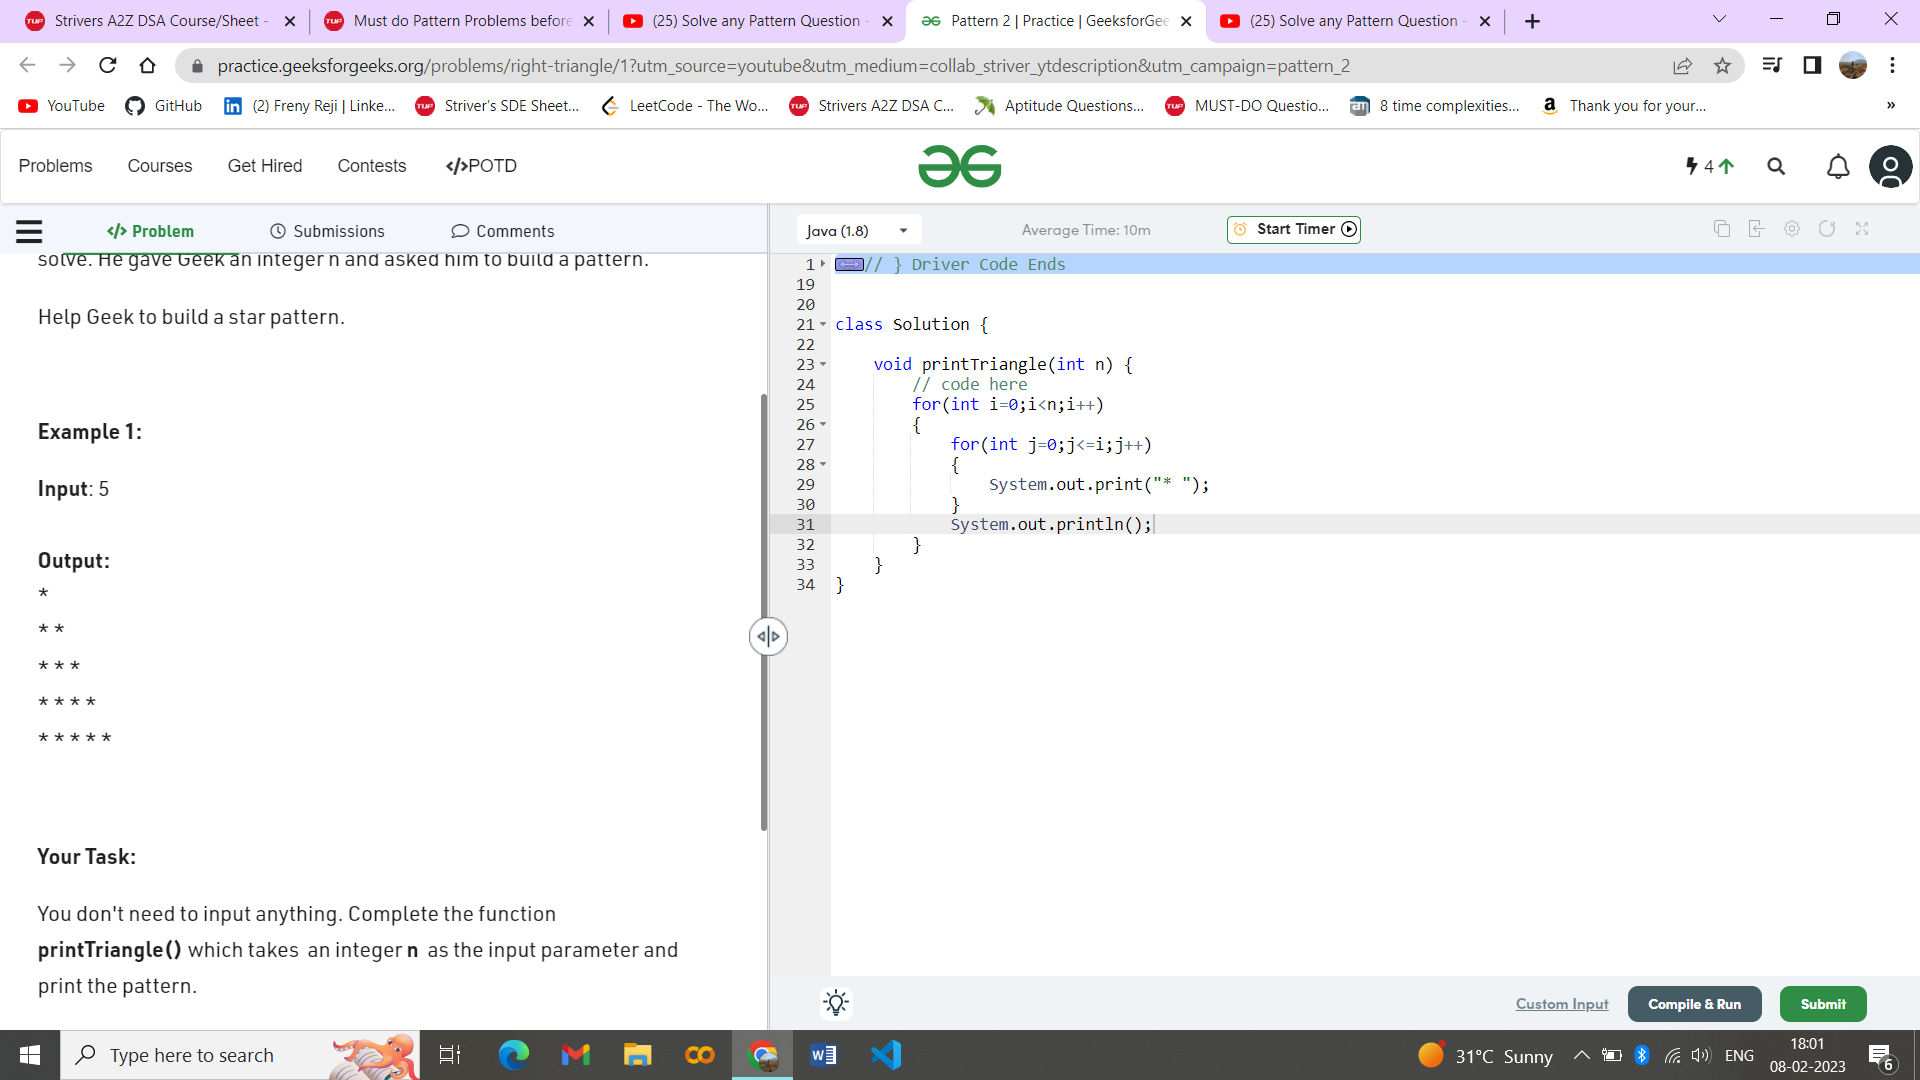 Strivers A2Z DSA Course/Sheet -
Must do Pattern Problems before
(25) Solve any Pattern Question -
Pattern 2 | Practice | GeeksforGee
(25) Solve any Pattern Question -
practice.geeksforgeeks.org/problems/right-triangle/1?utm_source=youtube&utm_medium=collab_striver_ytdescription&utm_campaign=pattern_2
YouTube
GitHub
(2) Freny Reji | Linke...
Striver's SDE Sheet...
LeetCode - The Wo...
Strivers A2Z DSA C...
Aptitude Questions...
MUST-DO Questio...
8 time complexities...
Thank you for your...
»
Problems
Courses
Get Hired
Contests
</>POTD
4
</> Problem
Submissions
Comments
Java (1.8)
Average Time: 10m
Start Timer
solve. He gave Geek an integer n and asked him to build a pattern.
Help Geek to build a star pattern.
Example 1:
Input: 5
Output:
*
* *
* * *
* * * *
* * * * *
Your Task:
You don't need to input anything. Complete the function
printTriangle() which takes an integer n as the input parameter and
print the pattern.
1 // } Driver Code Ends
19
20
21 class Solution {
22
23 void printTriangle(int n) {
24 // code here
25 for(int i=0;i<n;i++)
26 {
27 for(int j=0;j<=i;j++)
28 {
29 System.out.print("* ");
30 }
31 System.out.println();
32 }
33 }
34 }
Custom Input
Compile & Run
Submit
Type here to search
31°C Sunny
ENG
18:01
08-02-2023
6